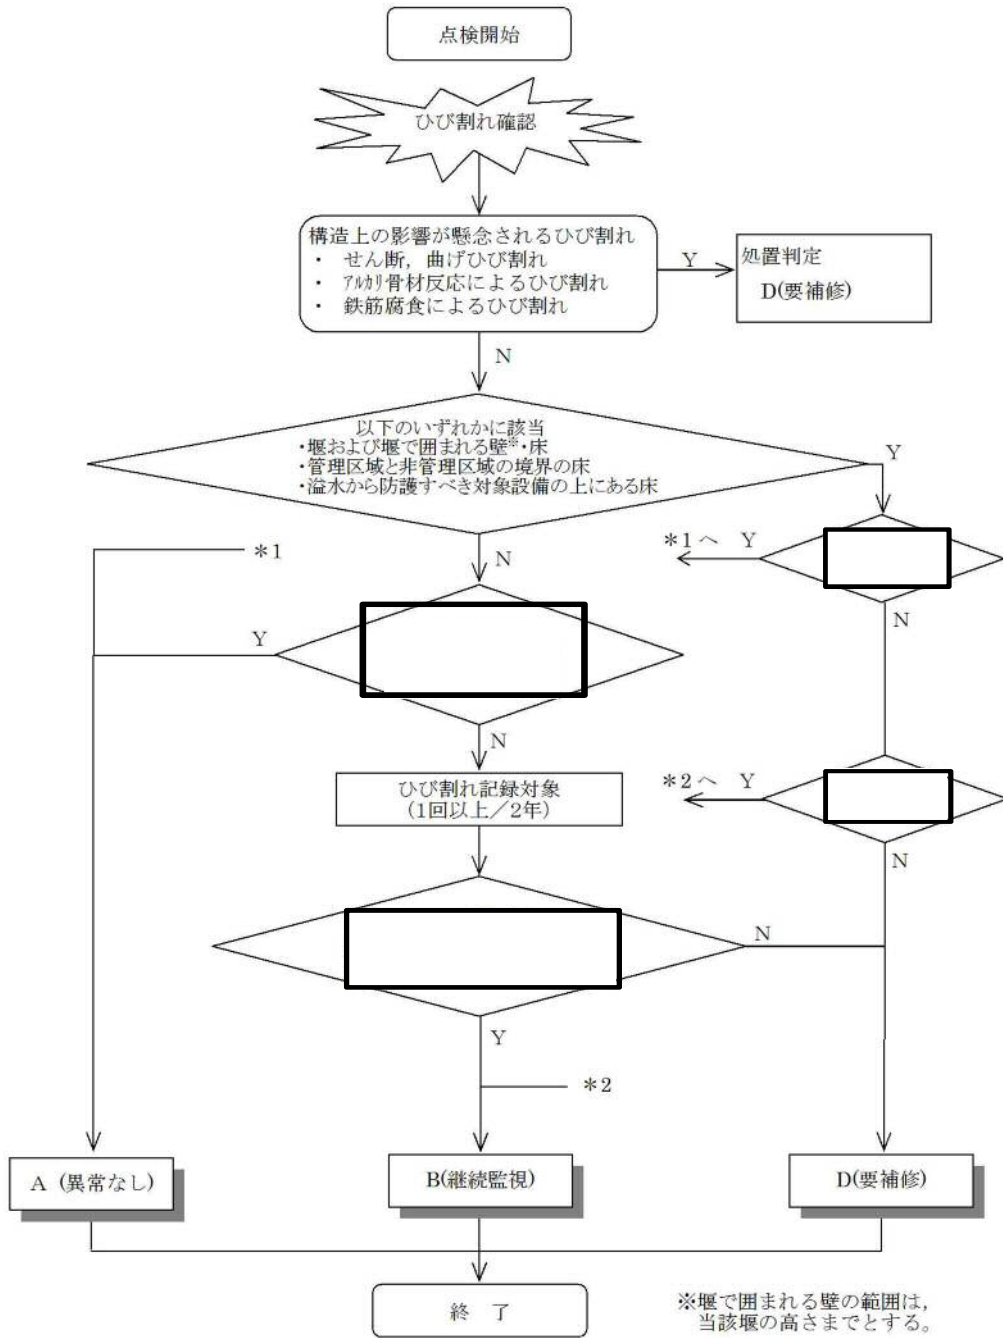 点検開始
ひび割れ確認
構造上の影響が懸念されるひび割れ
・ せん断，曲げひび割れ
・ ｱﾙｶﾘ骨材反応によるひび割れ
・ 鉄筋腐食によるひび割れ
Y
処置判定
D(要補修)
N
以下のいずれかに該当
・堰および堰で囲まれる壁※・床
・管理区域と非管理区域の境界の床
・溢水から防護すべき対象設備の上にある床
Y
＊1
N
＊1へ Y
N
Y
N
ひび割れ記録対象
(1回以上／2年)
＊2へ Y
N
N
Y
＊2
A (異常なし)
B(継続監視)
D(要補修)
終 了
※堰で囲まれる壁の範囲は，
当該堰の高さまでとする。